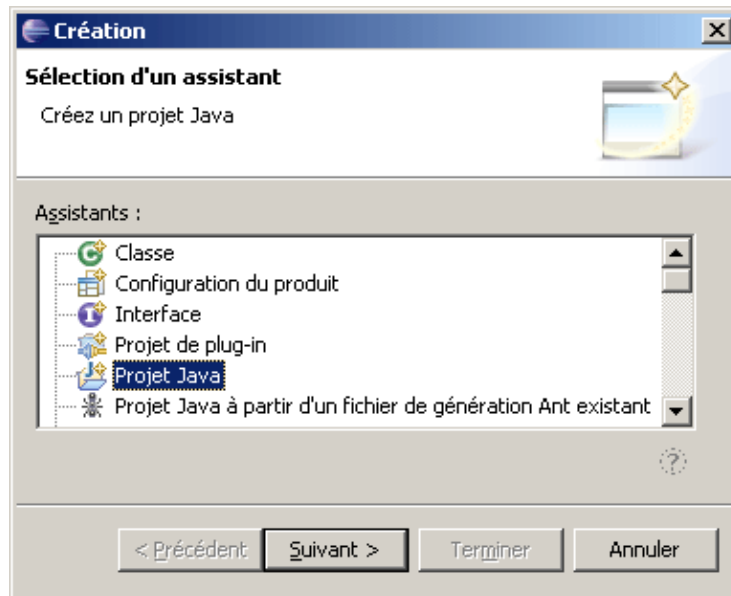 Création
Sélection d'un assistant
Créez un projet Java
Assistants :
Classe
Configuration du produit
Interface
Projet de plug-in
Projet Java
Projet Java à partir d'un fichier de génération Ant existant
?
< Précédent
Suivant >
Terminer
Annuler